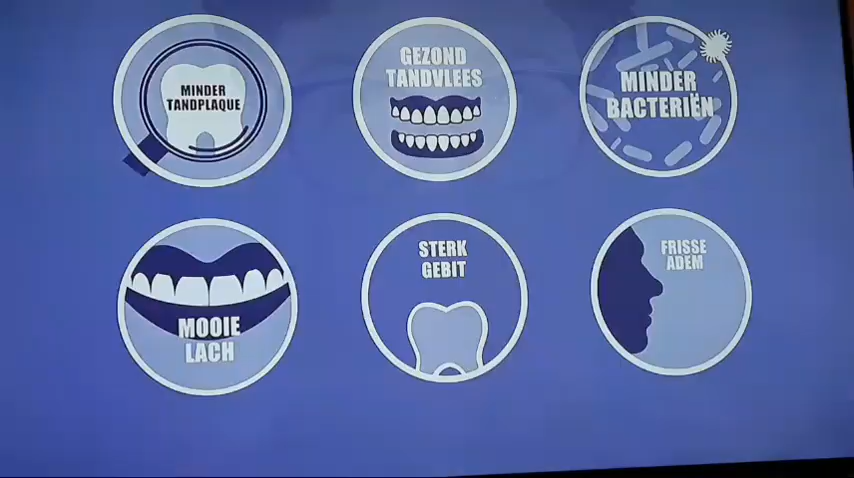 MINDER
TANDPLAQUE
GEZOND
TANDVLEES
MINDER
BACTERIËN
MOOIE
LACH
STERK
GEBIT
FRISSE
ADEM